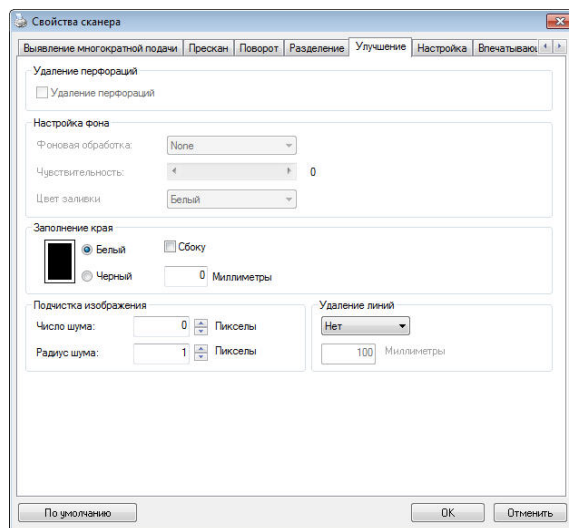 Свойства сканера
Выявление многократной подачи Прескан Поворот Разделение Улучшение Настройка Впечатываю
Удаление перфораций
Удаление перфораций
Настройка фона
Фоновая обработка: None
Чувствительность: 0
Цвет заливки Белый
Заполнение края
Белый Сбоку
Черный 0 Миллиметры
Подчистка изображения Удаление линий
Число шума: 0 Пикселы Нет
Радиус шума: 1 Пикселы 100 Миллиметры
По умолчанию OK Отменить